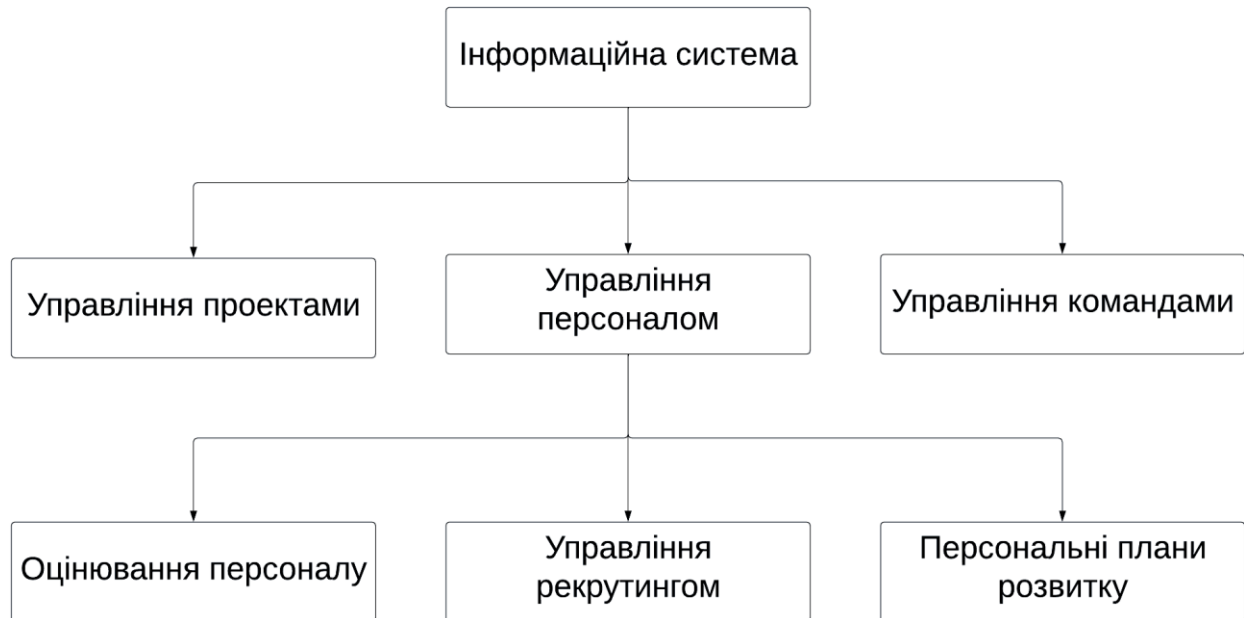 Інформаційна система
Управління проектами
Управління
персоналом
Управління командами
Оцінювання персоналу
Управління
рекрутингом
Персональні плани
розвитку